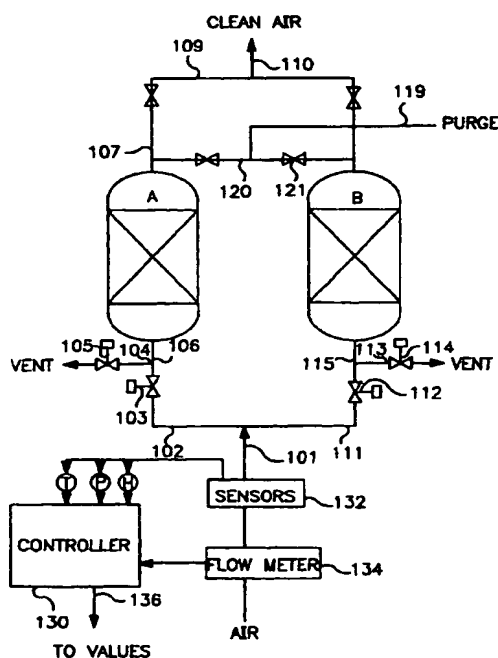 CLEAN AIR
109
110
119
PURGE
107
120
121
A
B
105
104
106
113
114
VENT
115
VENT
103
112
102
101
111
T P H
SENSORS
132
CONTROLLER
FLOW METER
134
130
136
AIR
TO VALUES